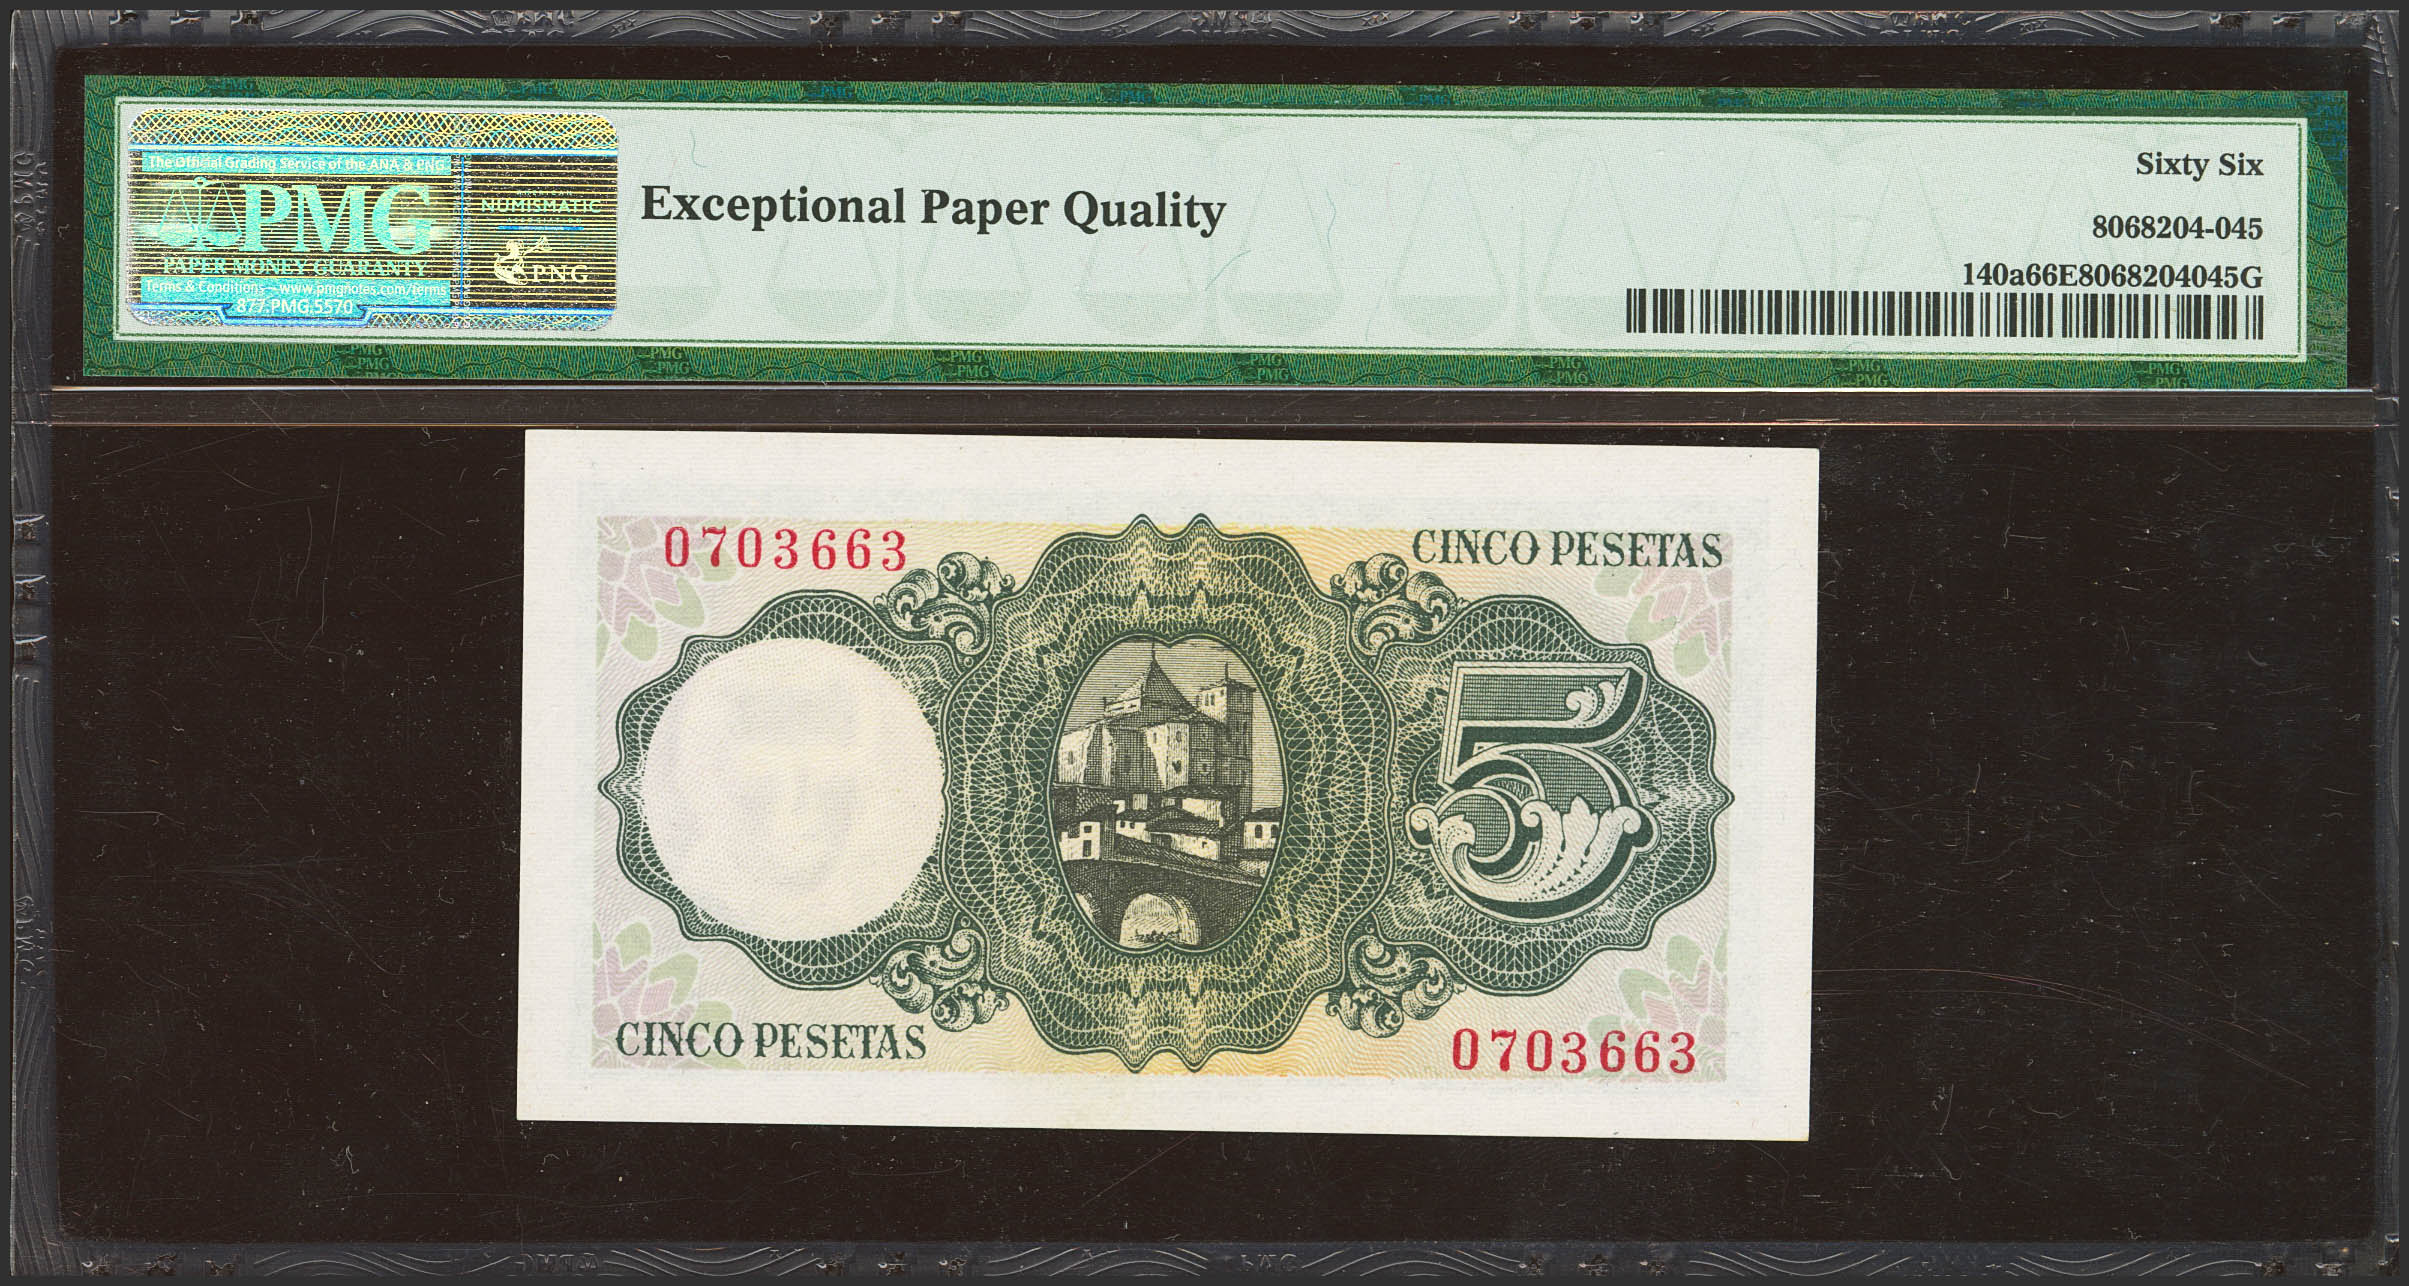 The Official Grading Service of the ANA & PNG
PMG
PAPER MONEY GUARANTY
Terms & Conditions – www.pmgnotes.com/terms
877.PMG.5570
NUMISMATIC
PNG
Exceptional Paper Quality
Sixty Six
8068204-045
140a66E8068204045G
0703663
CINCO PESETAS
5
CINCO PESETAS
0703663